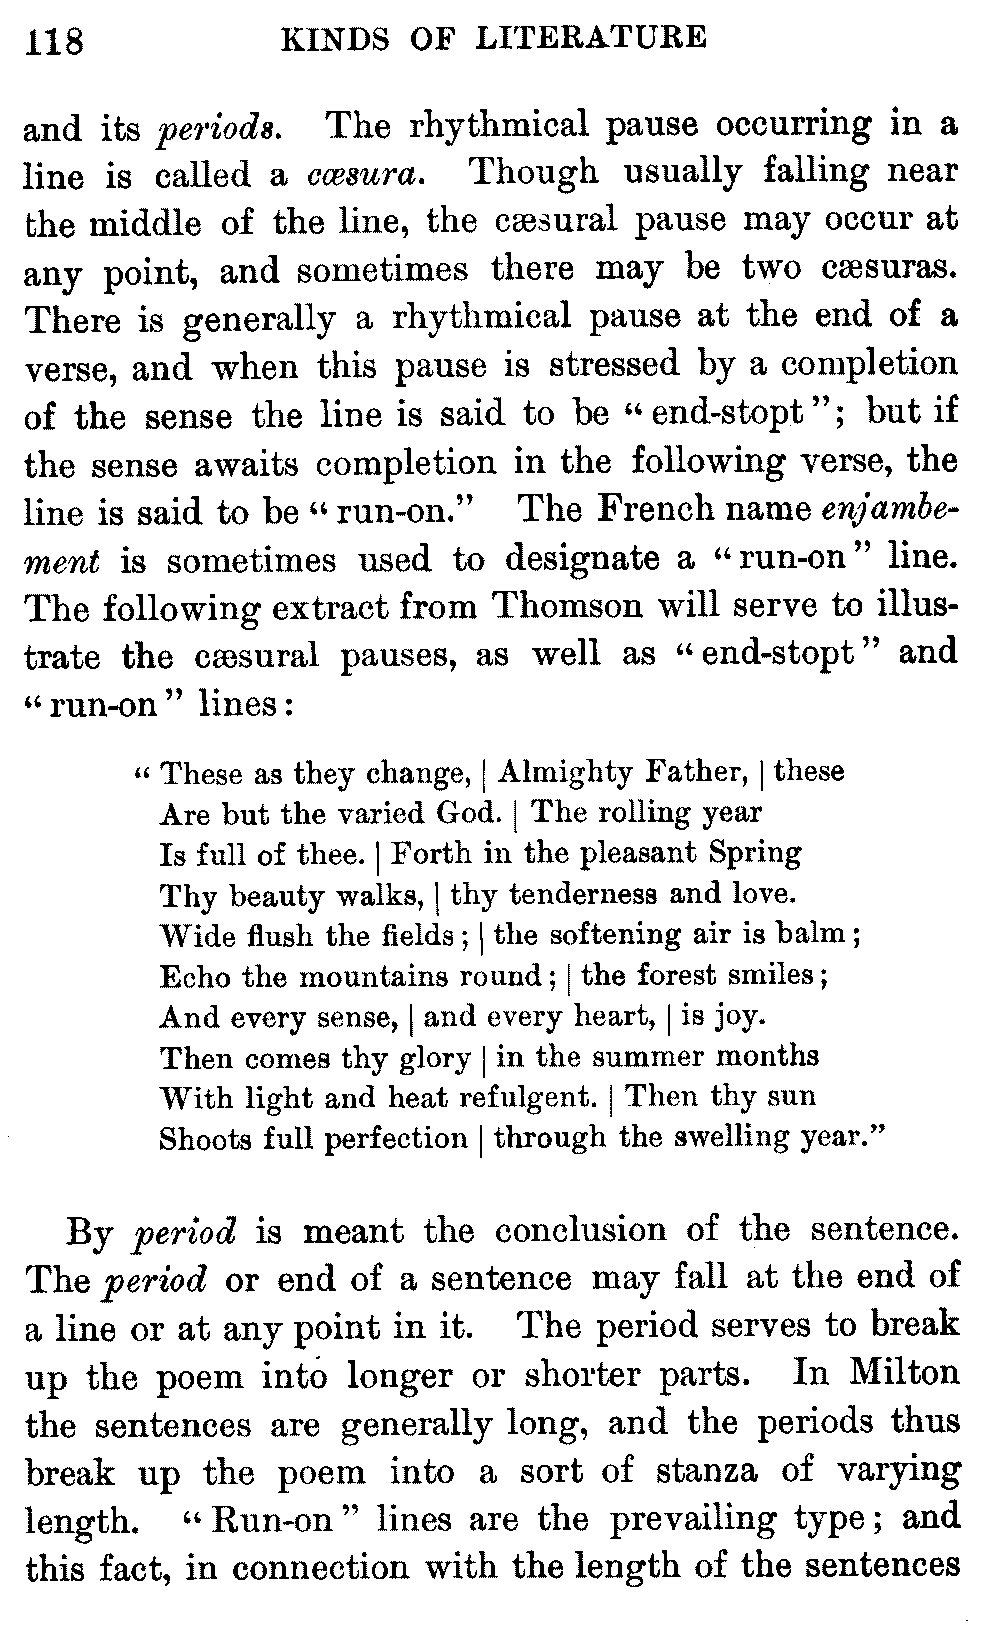 118 KINDS OF LITERATURE
and its periods. The rhythmical pause occurring in a
line is called a cæsura. Though usually falling near
the middle of the line, the cæsural pause may occur at
any point, and sometimes there may be two cæsuras.
There is generally a rhythmical pause at the end of a
verse, and when this pause is stressed by a completion
of the sense the line is said to be “ end-stopt ”; but if
the sense awaits completion in the following verse, the
line is said to be “ run-on.” The French name enjambe-
ment is sometimes used to designate a “ run-on ” line.
The following extract from Thomson will serve to illus-
trate the cæsural pauses, as well as “ end-stopt ” and
“ run-on ” lines :
“ These as they change, | Almighty Father, | these
Are but the varied God. | The rolling year
Is full of thee. | Forth in the pleasant Spring
Thy beauty walks, | thy tenderness and love.
Wide flush the fields ; | the softening air is balm ;
Echo the mountains round ; | the forest smiles ;
And every sense, | and every heart, | is joy.
Then comes thy glory | in the summer months
With light and heat refulgent. | Then thy sun
Shoots full perfection | through the swelling year.”
By period is meant the conclusion of the sentence.
The period or end of a sentence may fall at the end of
a line or at any point in it. The period serves to break
up the poem into longer or shorter parts. In Milton
the sentences are generally long, and the periods thus
break up the poem into a sort of stanza of varying
length. “ Run-on ” lines are the prevailing type ; and
this fact, in connection with the length of the sentences